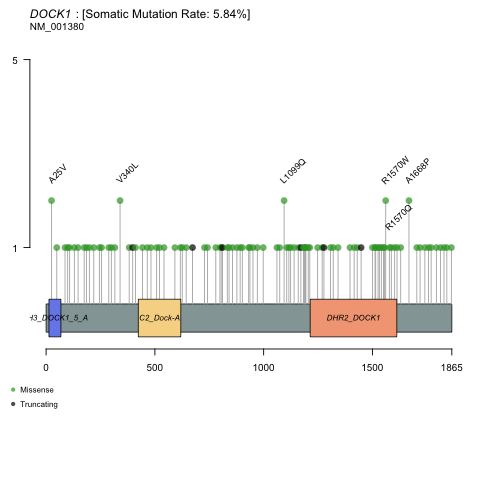 DOCK1 : [Somatic Mutation Rate: 5.84%]
NM_001380
5
A25V
V340L
L1099Q
R1570W
A1668P
R1570Q
1
H3_DOCK1_5_A
C2_Dock-A
DHR2_DOCK1
0
500
1000
1500
1865
Missense
Truncating